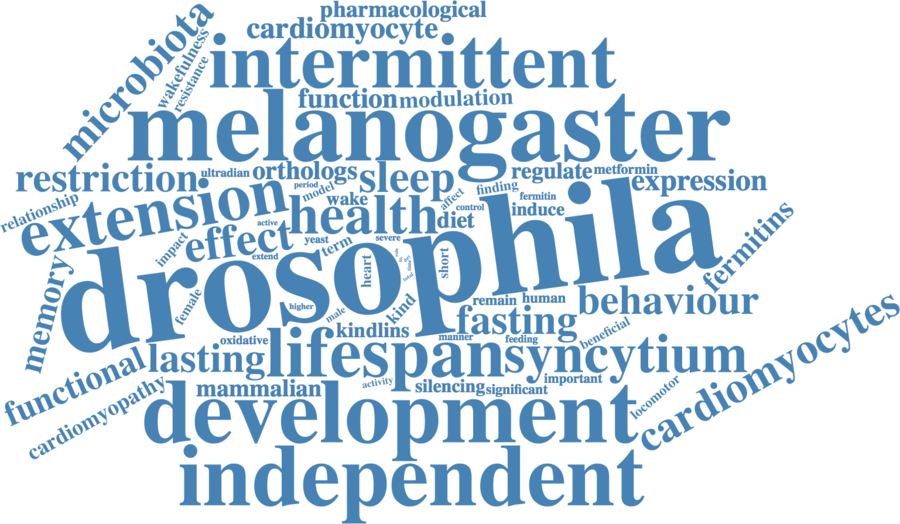 pharmacological
cardiomyocyte
microbiota
wakefulness
resistance
intermittent
function
modulation
melanogaster
restriction
ultradian
orthologs
sleep
regulate
metformin
expression
relationship
extension
period
model
wake
affect
finding
fermitin
health
diet
control
induce
impact
effect
active
extend
yeast
term
severe
drosophila
fermitins
memory
female
higher
male
heart
total
short
kind
remain
human
behaviour
fasting
kindlins
oxidative
manner
feeding
beneficial
functional
lasting
lifespan
syncytium
cardiomyocytes
cardiomyopathy
mammalian
activity
silencing
significant
important
locomotor
development
independent